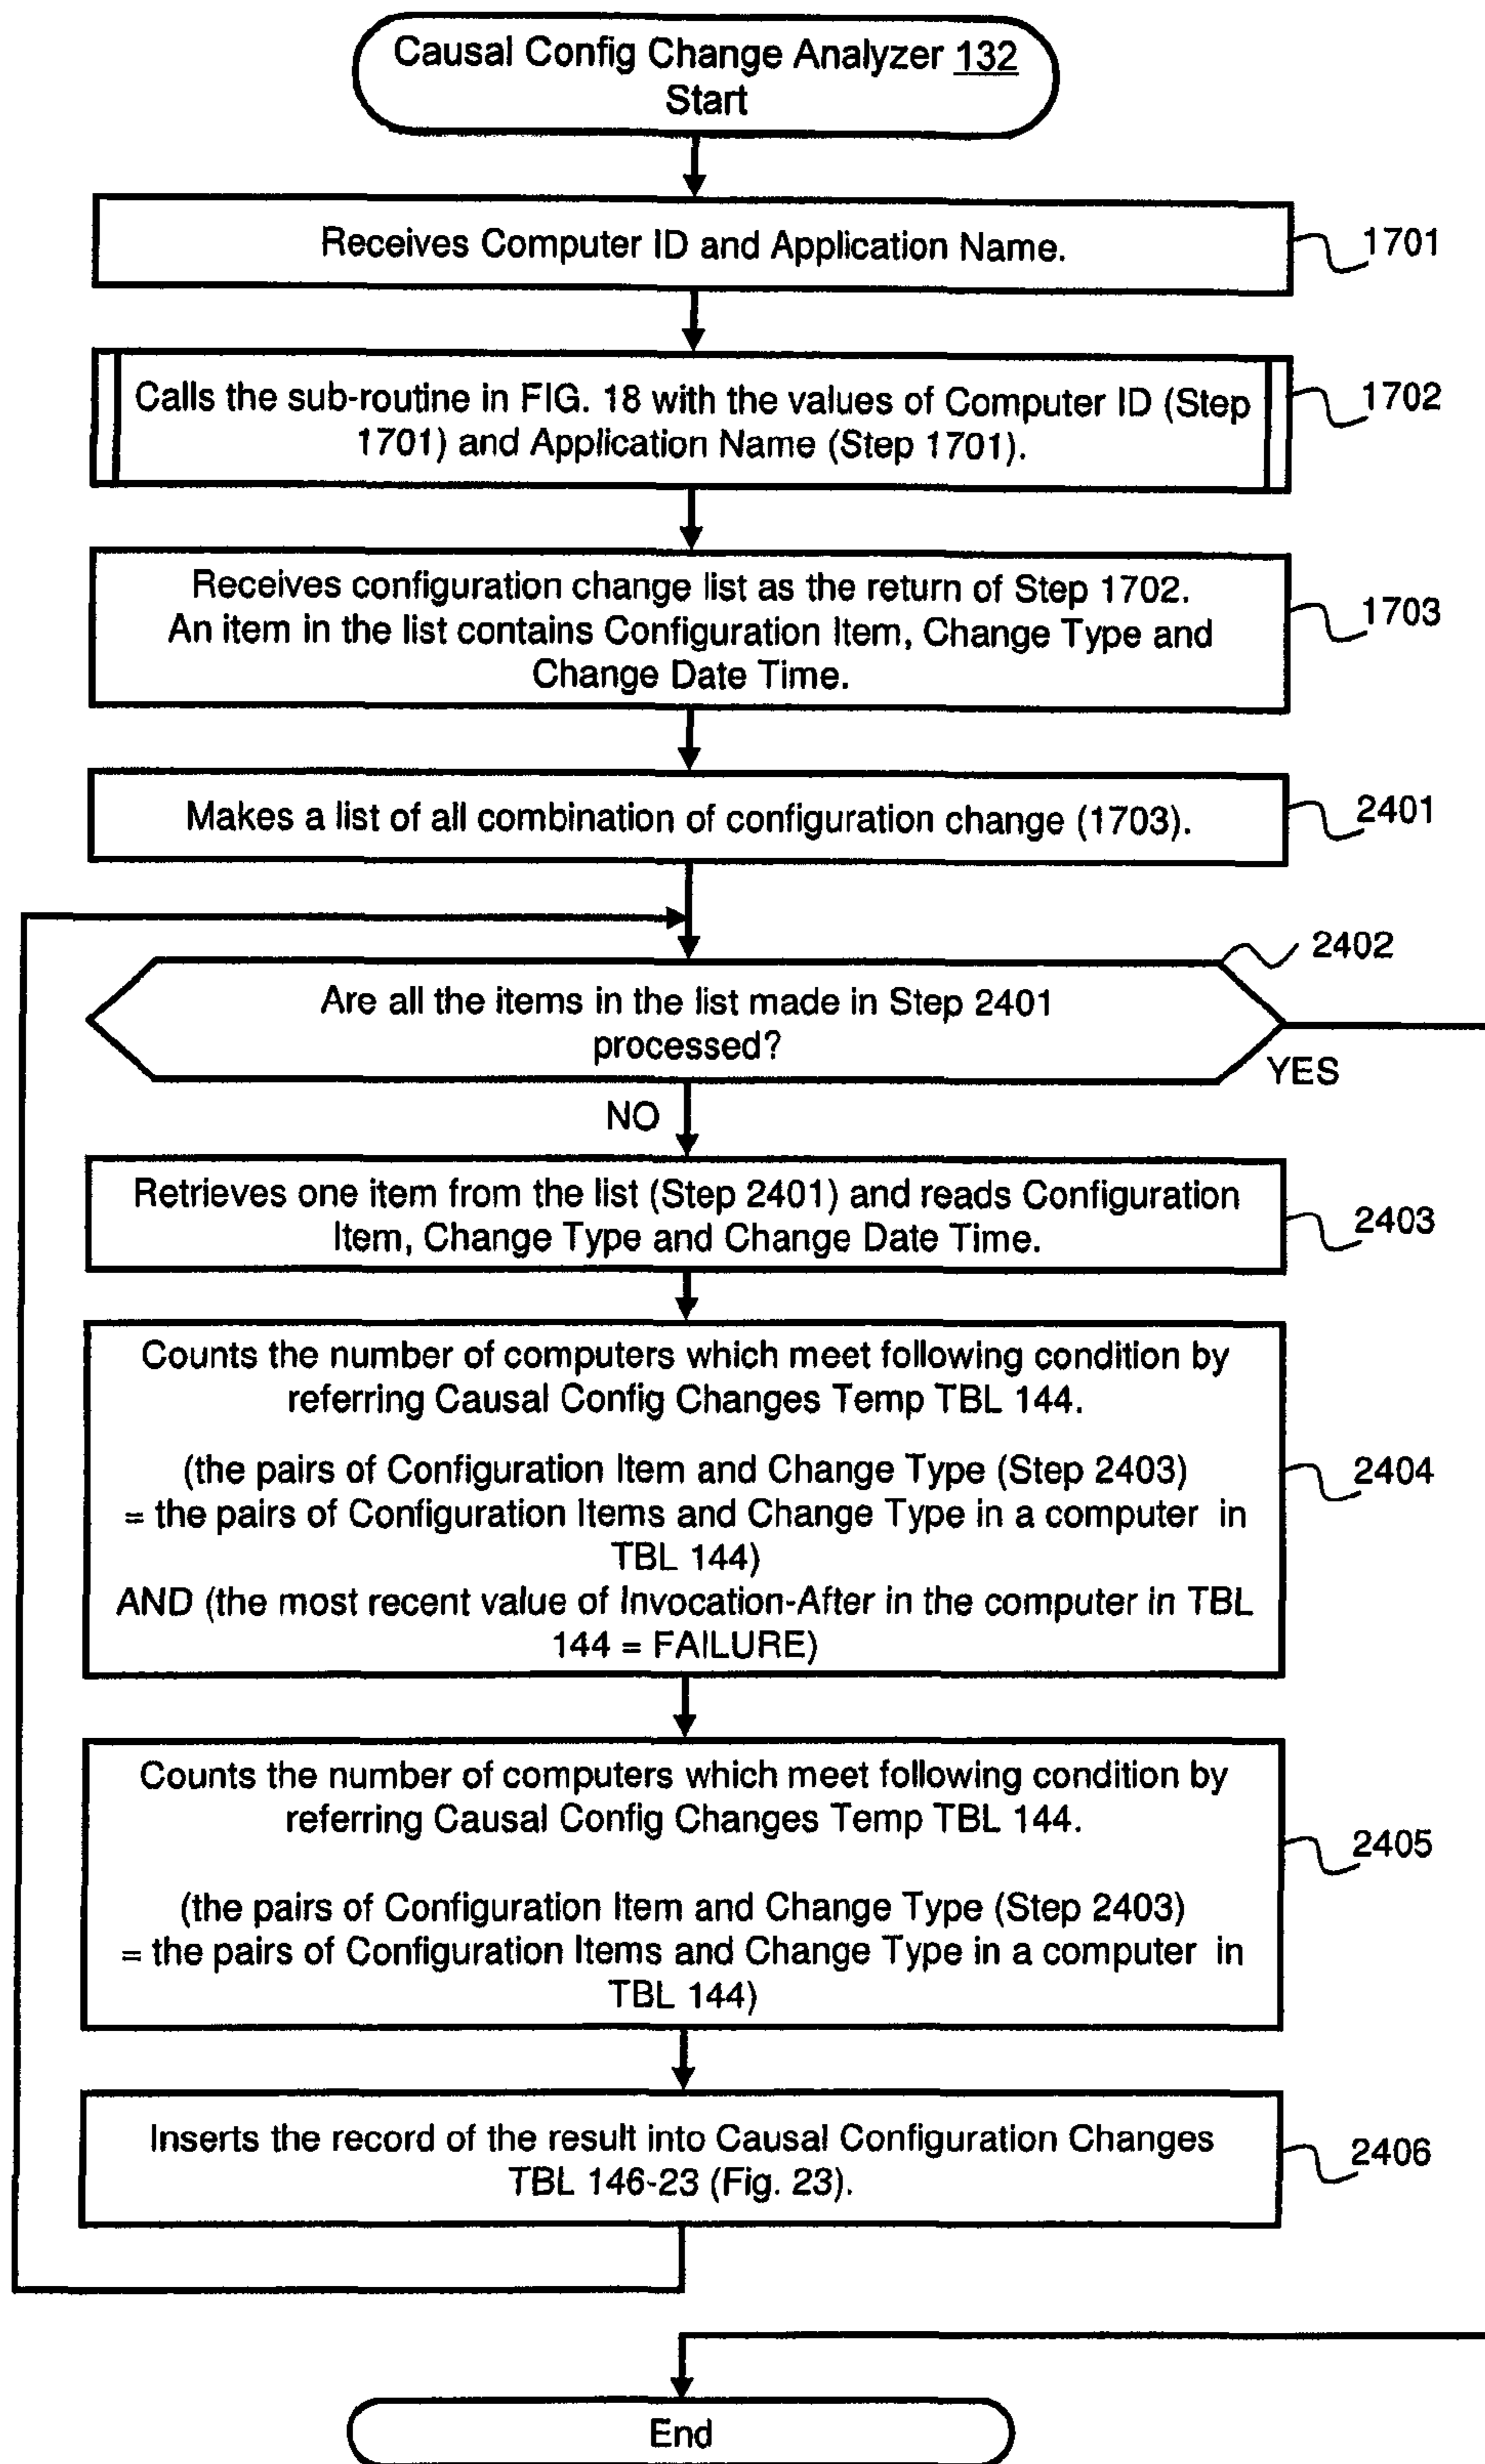 Causal Config Change Analyzer 132
Start
Receives Computer ID and Application Name.
1701
Calls the sub-routine in FIG. 18 with the values of Computer ID (Step
1701) and Application Name (Step 1701).
1702
Receives configuration change list as the return of Step 1702.
An item in the list contains Configuration Item, Change Type and
Change Date Time.
1703
Makes a list of all combination of configuration change (1703).
2401
2402
Are all the items in the list made in Step 2401
processed?
YES
NO
Retrieves one item from the list (Step 2401) and reads Configuration
Item, Change Type and Change Date Time.
2403
Counts the number of computers which meet following condition by
referring Causal Config Changes Temp TBL 144.
(the pairs of Configuration Item and Change Type (Step 2403)
= the pairs of Configuration Items and Change Type in a computer in
TBL 144)
AND (the most recent value of Invocation-After in the computer in TBL
144 = FAILURE)
2404
Counts the number of computers which meet following condition by
referring Causal Config Changes Temp TBL 144.
(the pairs of Configuration Item and Change Type (Step 2403)
= the pairs of Configuration Items and Change Type in a computer in
TBL 144)
2405
Inserts the record of the result into Causal Configuration Changes
TBL 146-23 (Fig. 23).
2406
End